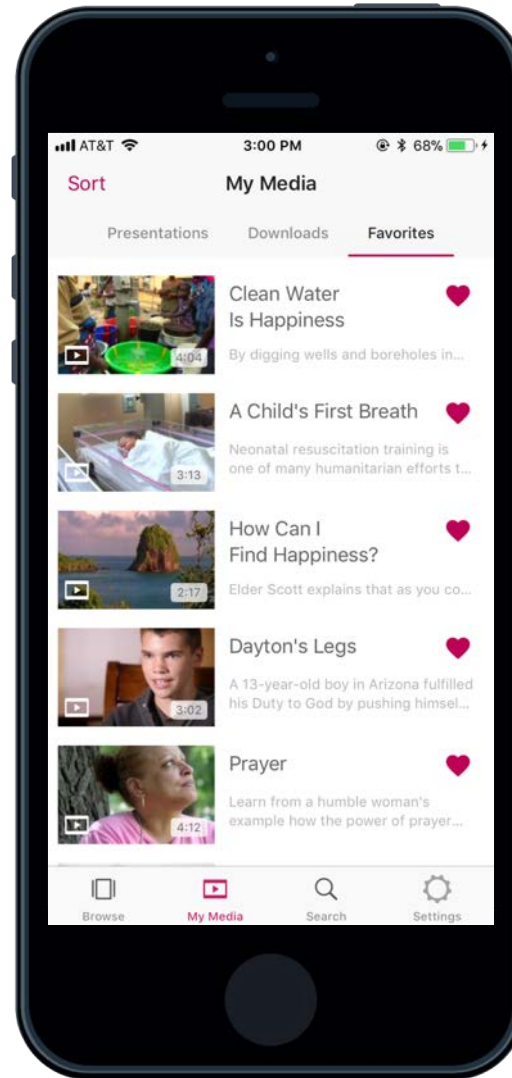 AT&T 3:00 PM 68%
Sort My Media
Presentations Downloads Favorites
Clean Water
Is Happiness
4:04
By digging wells and boreholes in...
A Child's First Breath
3:13
Neonatal resuscitation training is
one of many humanitarian efforts t...
How Can I
Find Happiness?
2:17
Elder Scott explains that as you co...
Dayton's Legs
3:02
A 13-year-old boy in Arizona fulfilled
his Duty to God by pushing himsel...
Prayer
4:12
Learn from a humble woman's
example how the power of prayer...
Browse My Media Search Settings